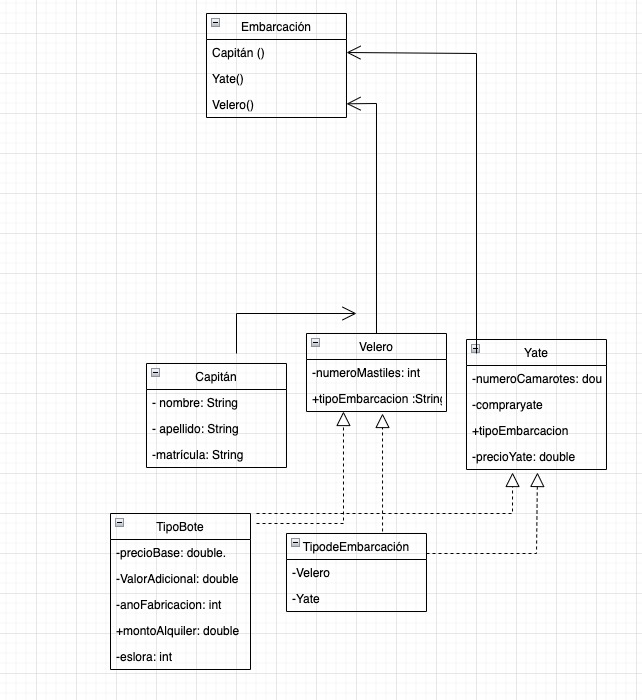 Embarcación
Capitán ()
Yate()
Velero()
Velero
-numeroMastiles: int
+tipoEmbarcacion :String
Yate
-numeroCamarotes: dou
-compraryate
+tipoEmbarcacion
-precioYate: double
Capitán
- nombre: String
- apellido: String
-matrícula: String
TipoBote
-precioBase: double.
-ValorAdicional: double
-anoFabricacion: int
+montoAlquiler: double
-eslora: int
TipodeEmbarcación
-Velero
-Yate